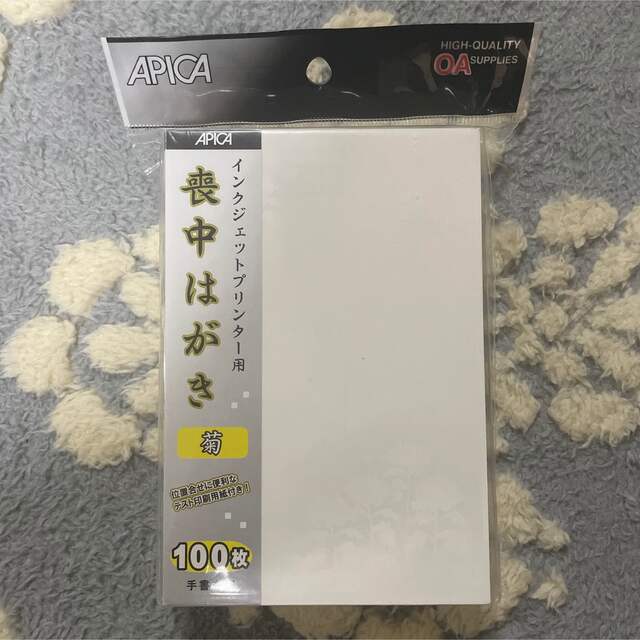 APICA
HIGH-QUALITY
OA SUPPLIES
APICA
インクジェットプリンター用
喪中はがき
菊
位置合せに便利な
テスト印刷用紙付き!
100枚
手書